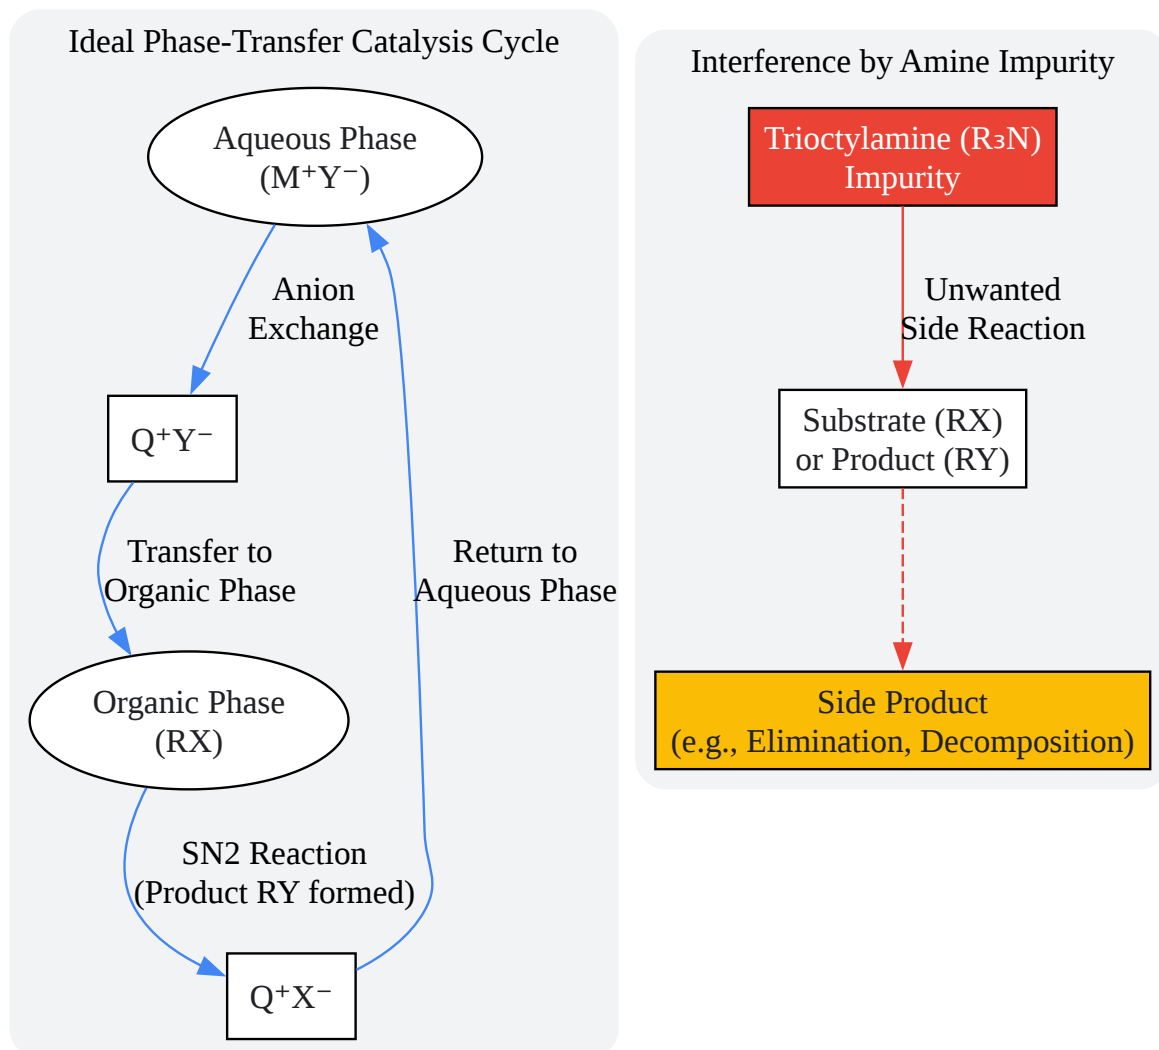 Ideal Phase-Transfer Catalysis Cycle
Aqueous Phase
(M⁺Y⁻)
Anion
Exchange
Q⁺Y⁻
Transfer to
Organic Phase
Return to
Aqueous Phase
Organic Phase
(RX)
SN2 Reaction
(Product RY formed)
Q⁺X⁻
Interference by Amine Impurity
Trioctylamine (R₃N)
Impurity
Unwanted
Side Reaction
Substrate (RX)
or Product (RY)
Side Product
(e.g., Elimination, Decomposition)